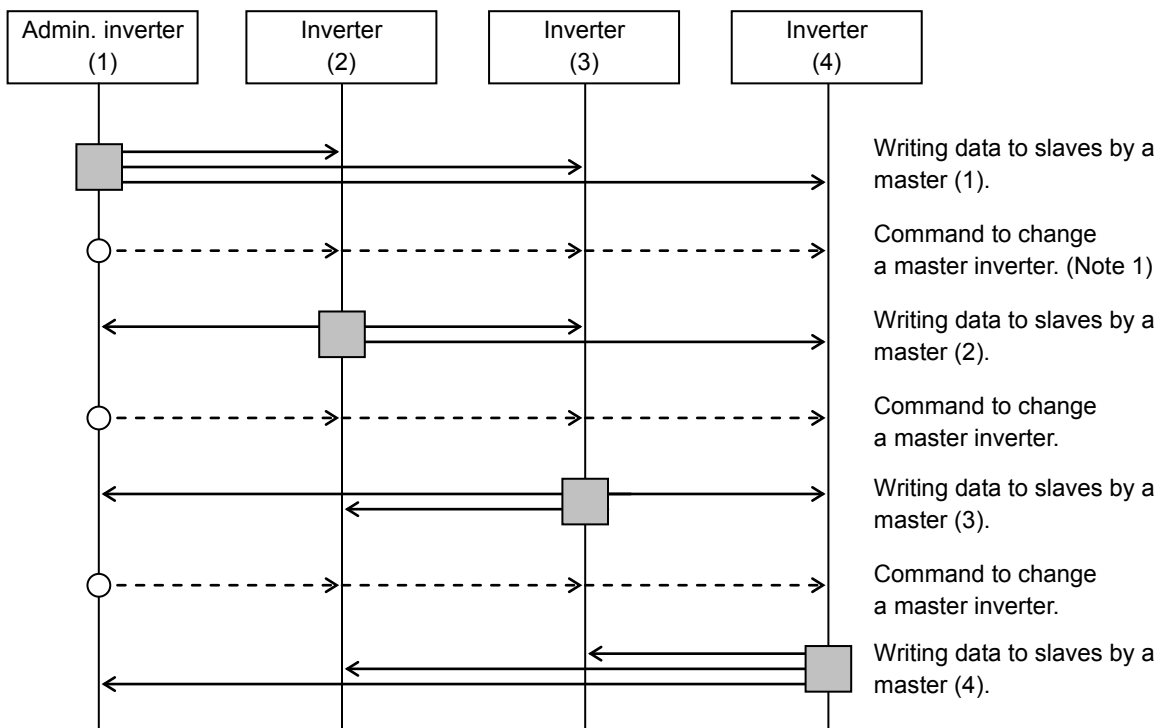 Admin. inverter
(1)
Inverter
(2)
Inverter
(3)
Inverter
(4)
Writing data to slaves by a
master (1).
Command to change
a master inverter. (Note 1)
Writing data to slaves by a
master (2).
Command to change
a master inverter.
Writing data to slaves by a
master (3).
Command to change
a master inverter.
Writing data to slaves by a
master (4).